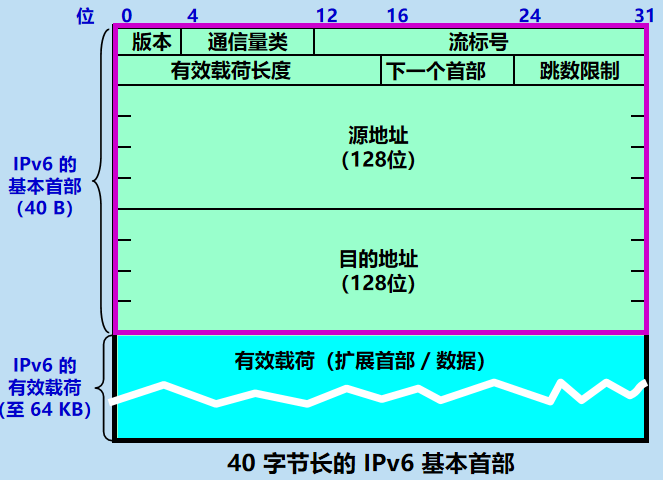 位 0 4 12 16 24 31
版本 通信量类 流标号
有效载荷长度 下一个首部 跳数限制
源地址
（128位）
目的地址
（128位）
IPv6 的
基本首部
（40 B）
有效载荷（扩展首部 / 数据）
IPv6 的
有效载荷
（至 64 KB）
40 字节长的 IPv6 基本首部